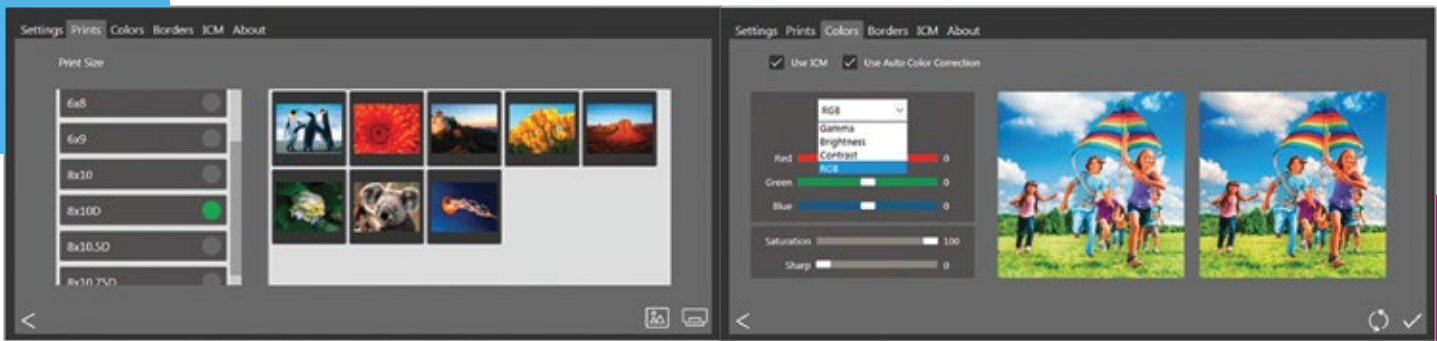 Settings Prints Colors Borders ICM About
Print Size
6x8
6x9
8x10
8x10D
8x10.5D
8x10.75D
Settings Prints Colors Borders ICM About
Use ICM Use Auto Color Correction
RGB
Gamma
Brightness
Contrast
RGB
Red 0
Green 0
Blue 0
Saturation 100
Sharp 0